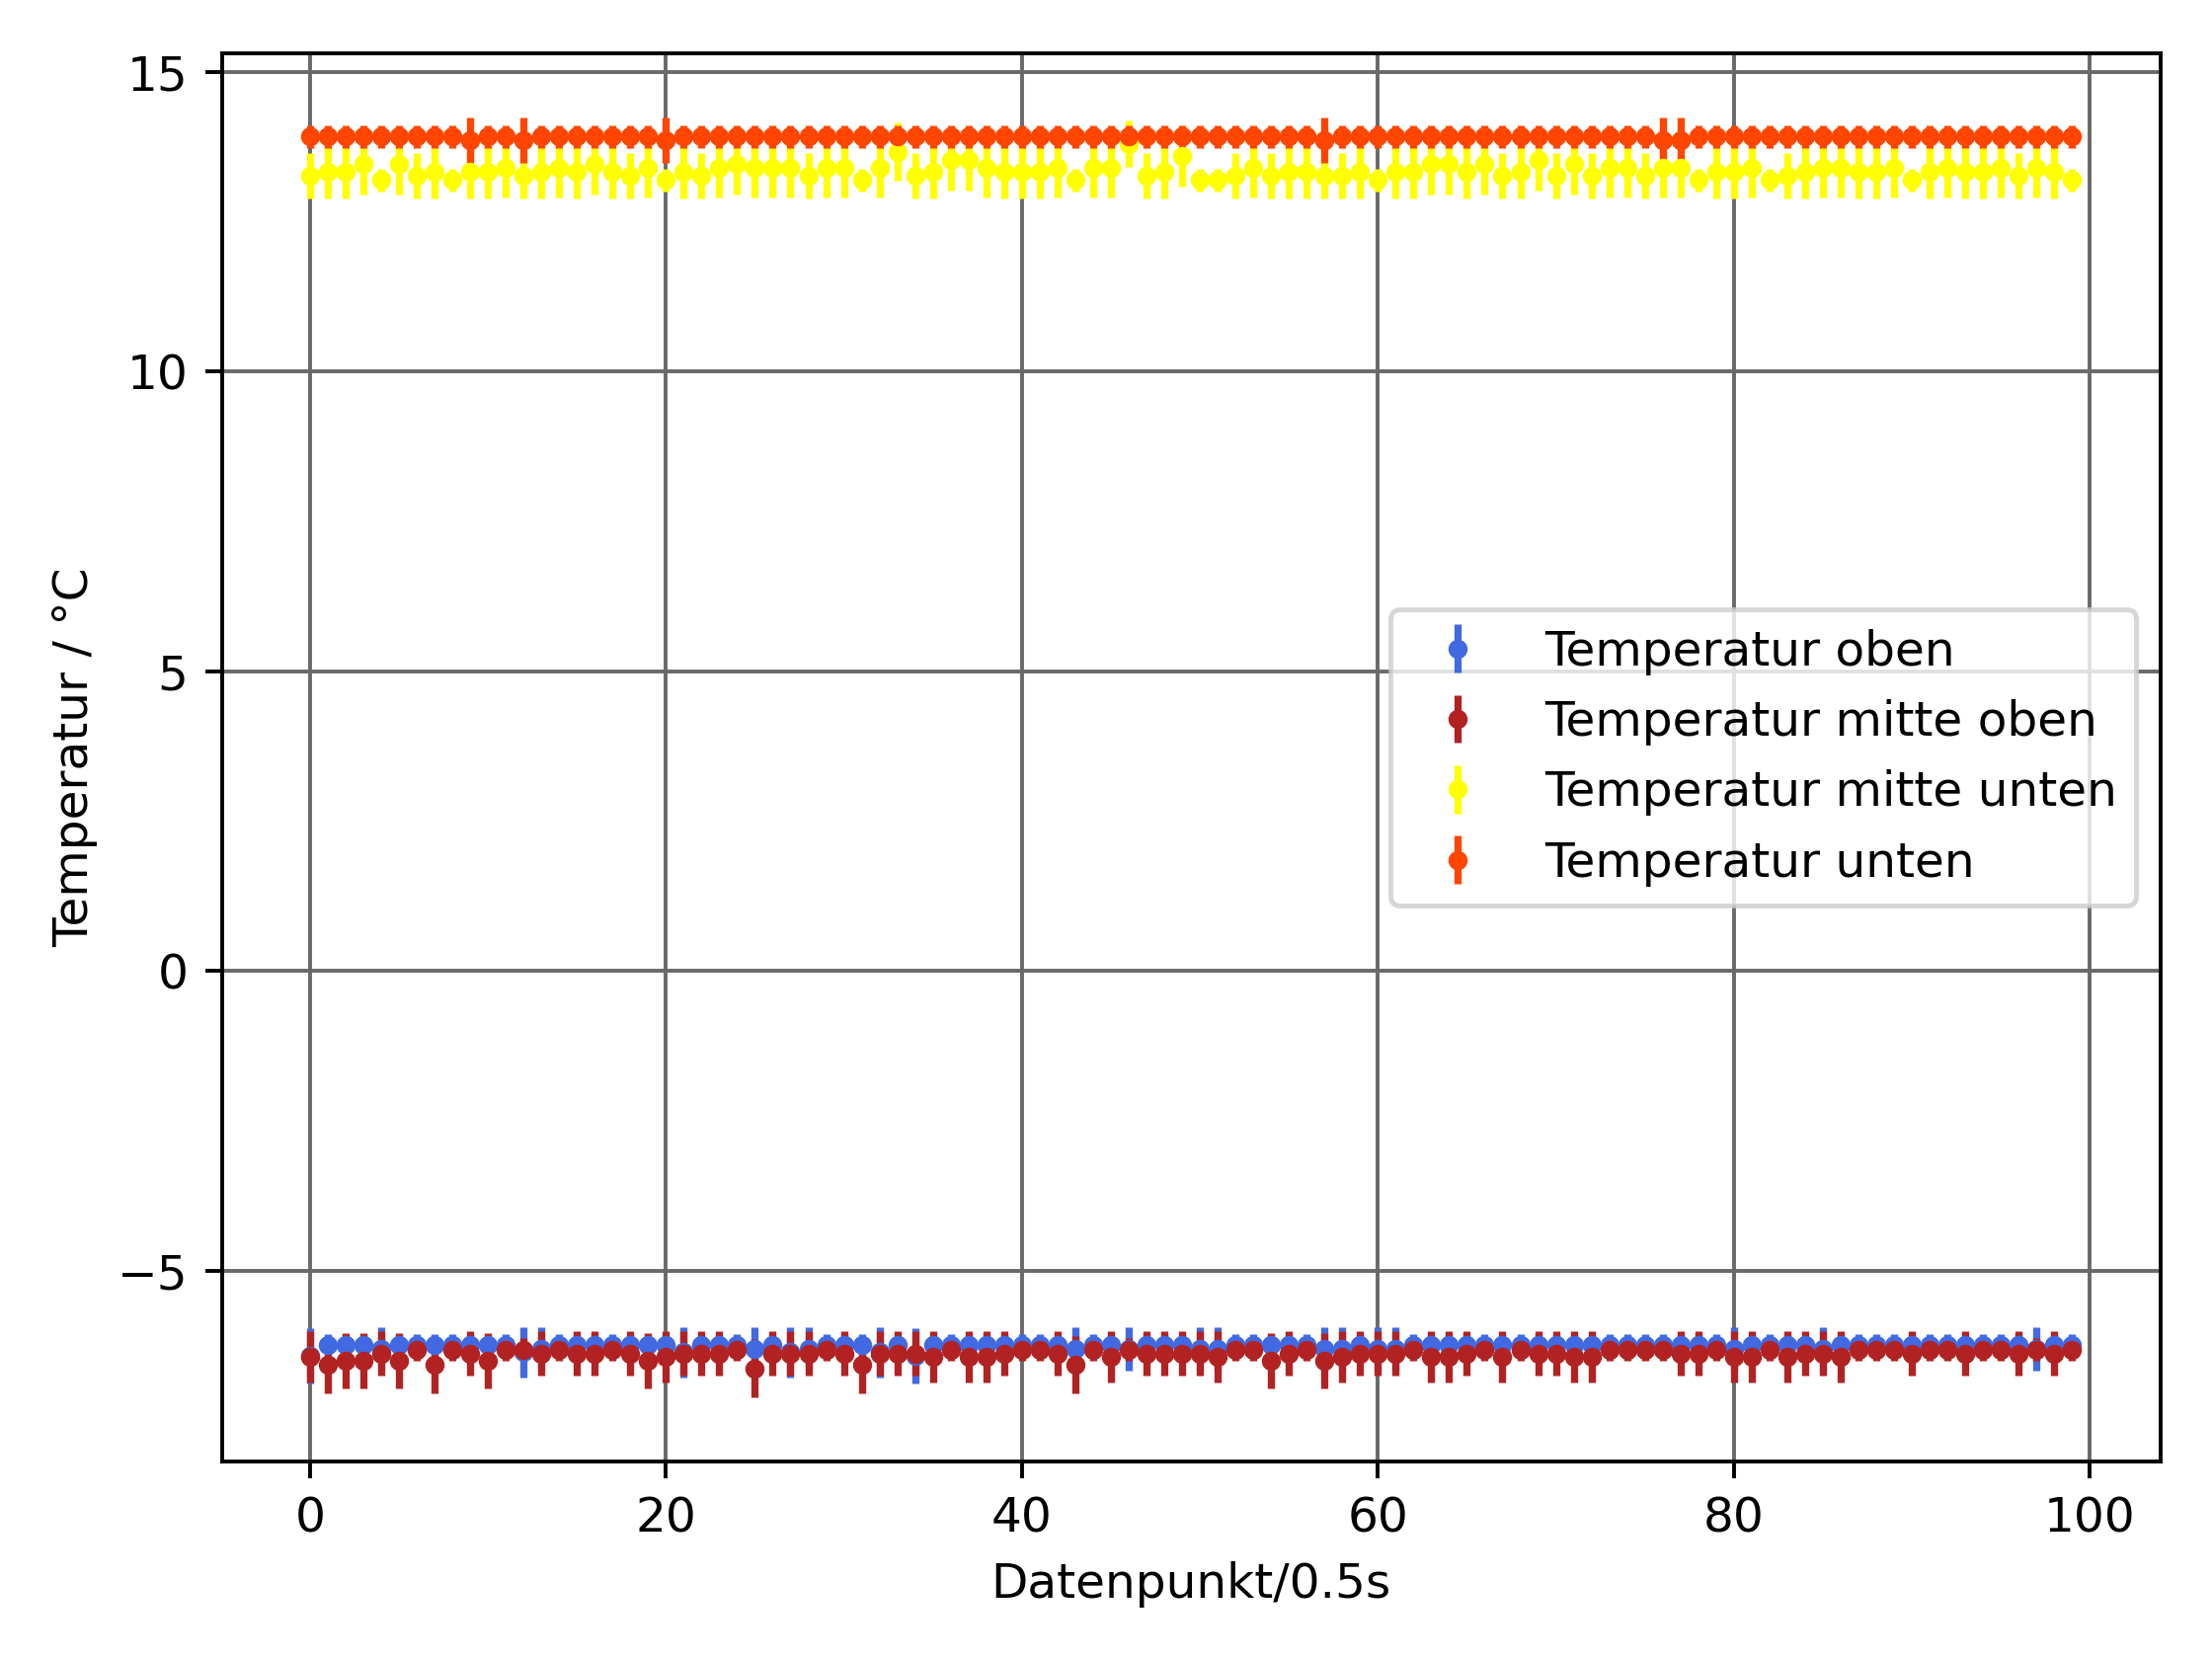 15
10
5
0
−5
Temperatur / °C
Temperatur oben
Temperatur mitte oben
Temperatur mitte unten
Temperatur unten
0 20 40 60 80 100
Datenpunkt/0.5s